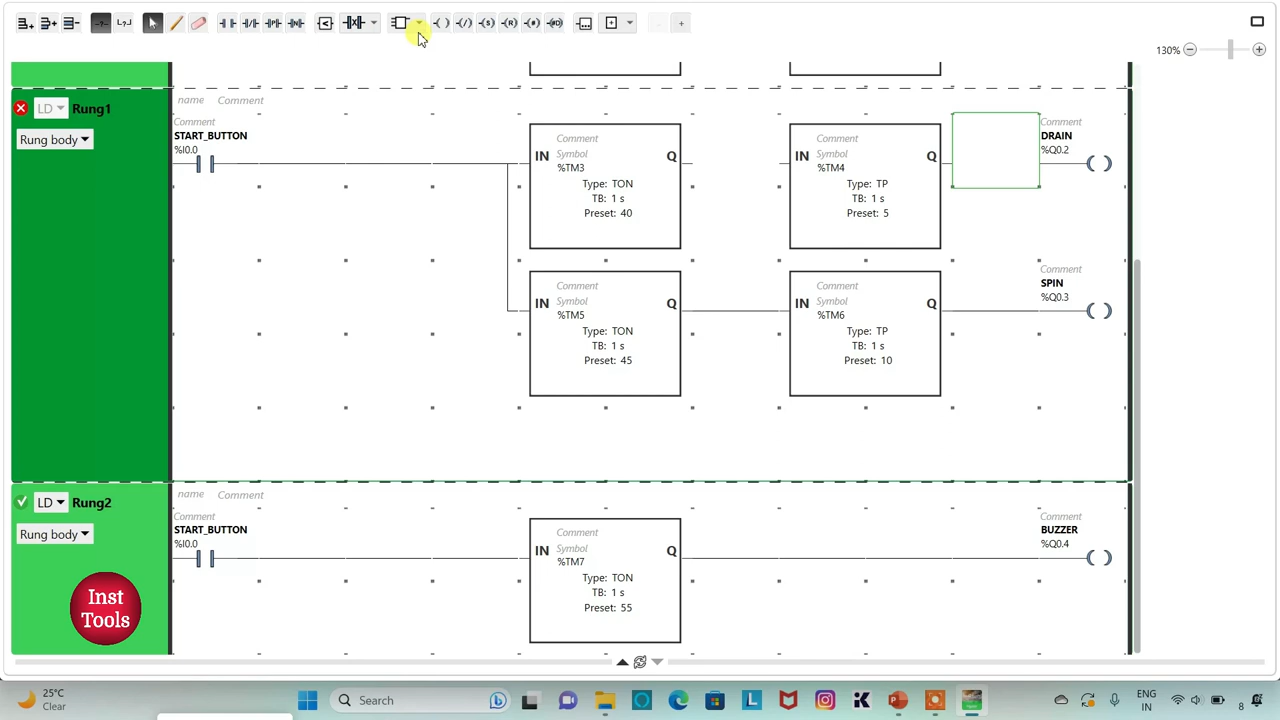 130%
LD Rung1
Rung body
name Comment
Comment
START_BUTTON
%I0.0
Comment
Symbol
IN Q
%TM3
Type: TON
TB: 1 s
Preset: 40
Comment
Symbol
IN Q
%TM4
Type: TP
TB: 1 s
Preset: 5
Comment
DRAIN
%Q0.2
Comment
Symbol
IN Q
%TM5
Type: TON
TB: 1 s
Preset: 45
Comment
Symbol
IN Q
%TM6
Type: TP
TB: 1 s
Preset: 10
Comment
SPIN
%Q0.3
LD Rung2
Rung body
name Comment
Comment
START_BUTTON
%I0.0
Comment
Symbol
IN Q
%TM7
Type: TON
TB: 1 s
Preset: 55
Comment
BUZZER
%Q0.4
Inst
Tools
25°C
Clear
Search
ENG
IN
8